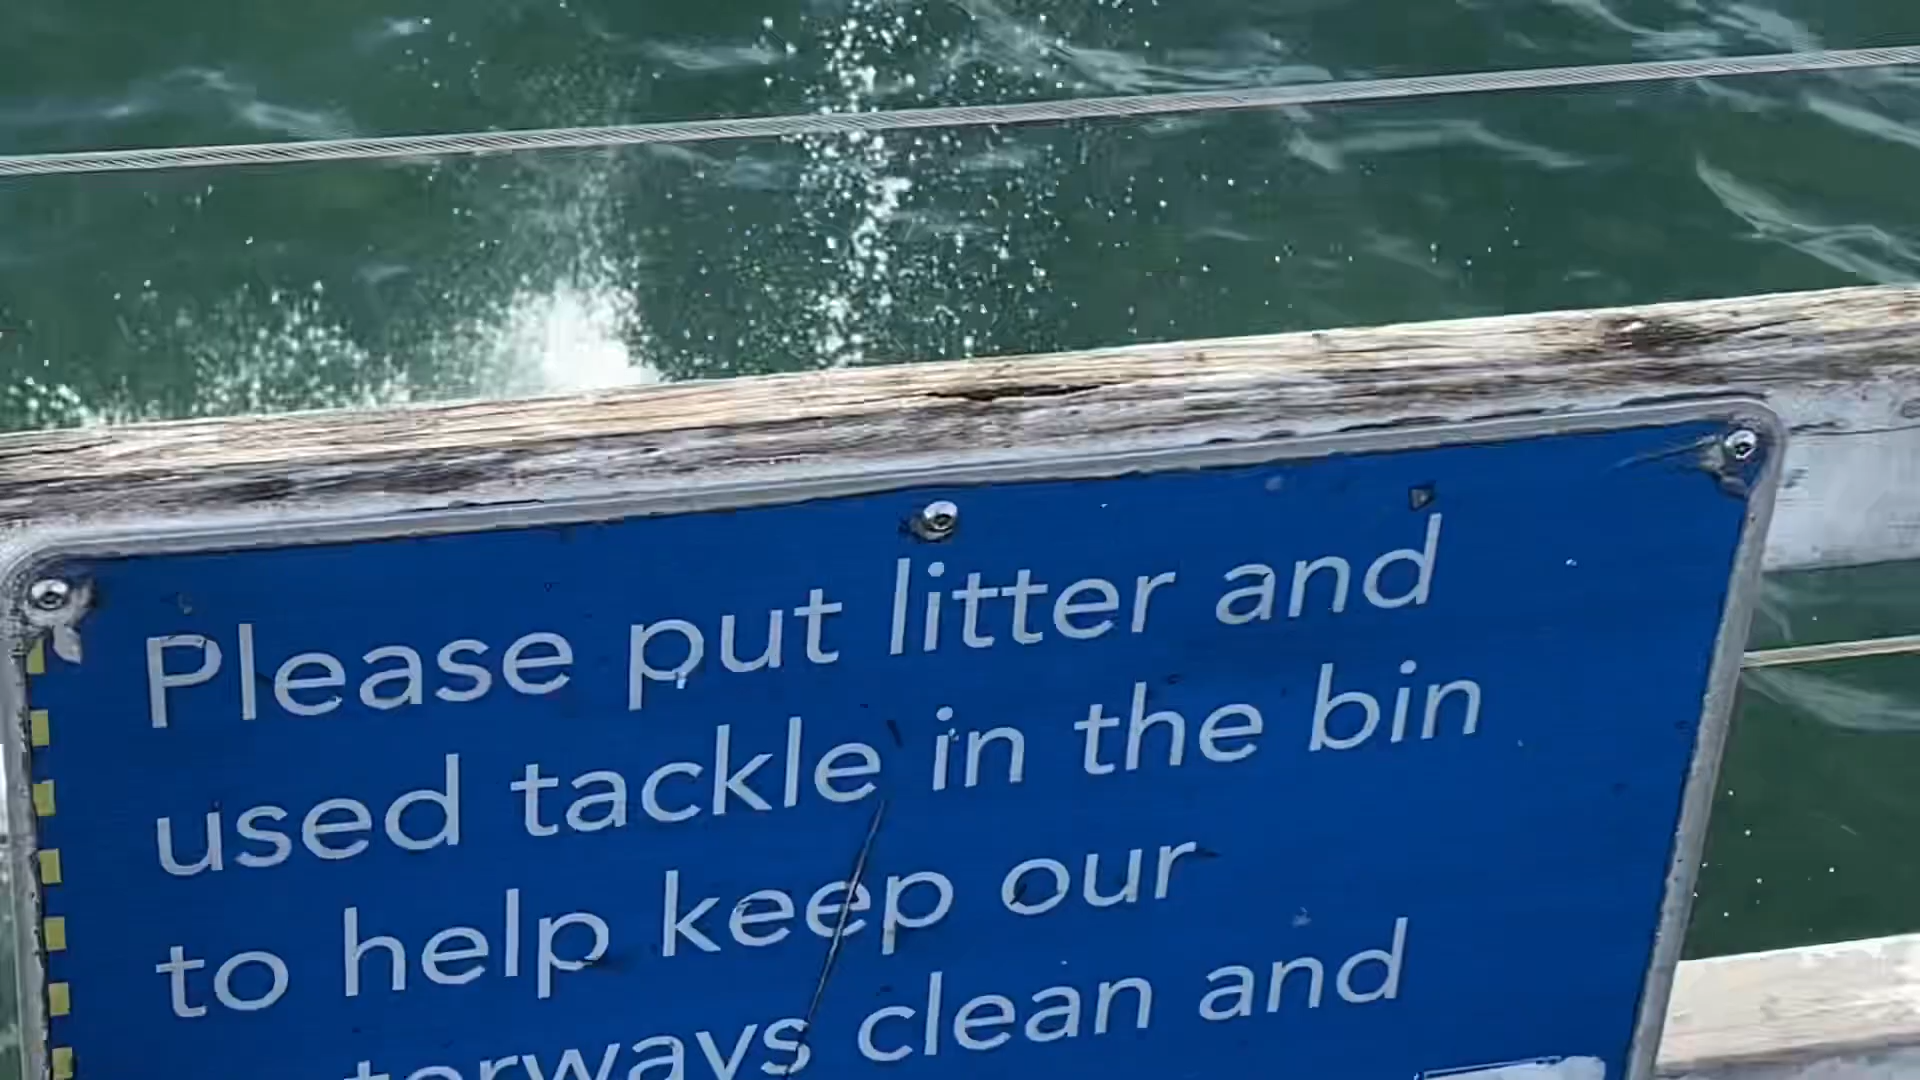 Please put litter and
used tackle in the bin
to help keep our
clean and